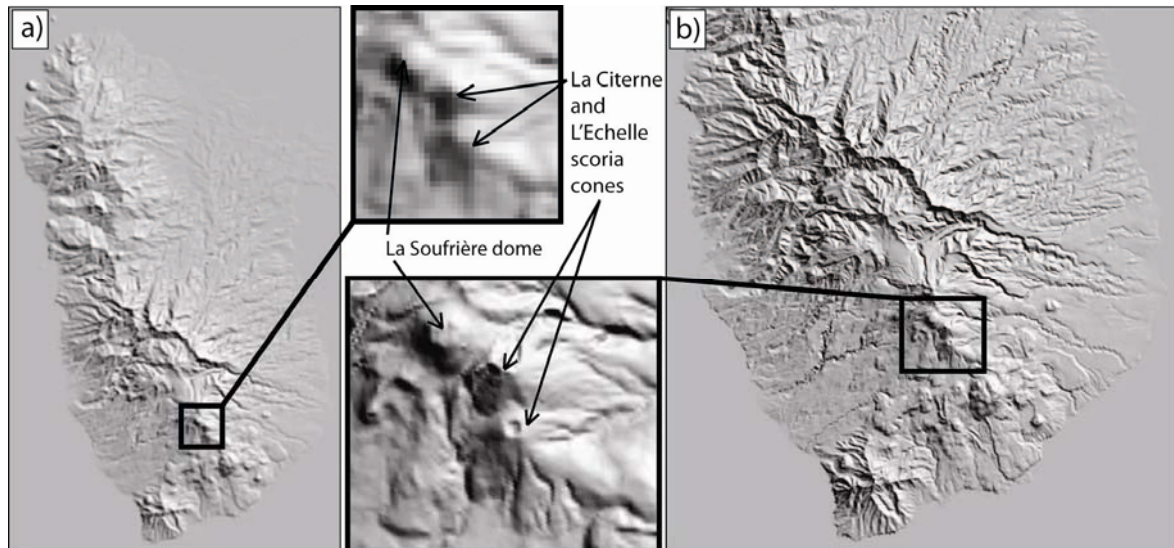 a)
La Citerne
and
L'Echelle
scoria
cones
La Soufrière dome
b)